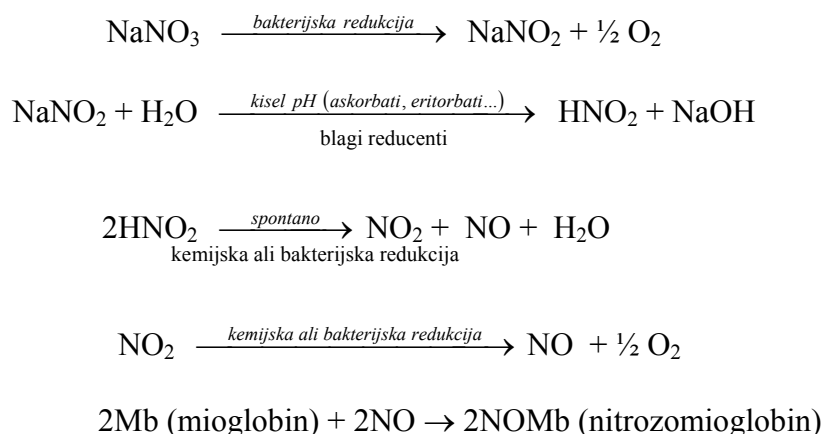 bakterijska redukcija
NaNO₃ ⟶ NaNO₂ + ½ O₂
kisel pH (askorbati, eritorbati...)
NaNO₂ + H₂O ⟶ HNO₂ + NaOH
blagi reducenti
spontano
2HNO₂ ⟶ NO₂ + NO + H₂O
kemijska ali bakterijska redukcija
kemijska ali bakterijska redukcija
NO₂ ⟶ NO + ½ O₂
2Mb (mioglobin) + 2NO → 2NOMb (nitrozomioglobin)